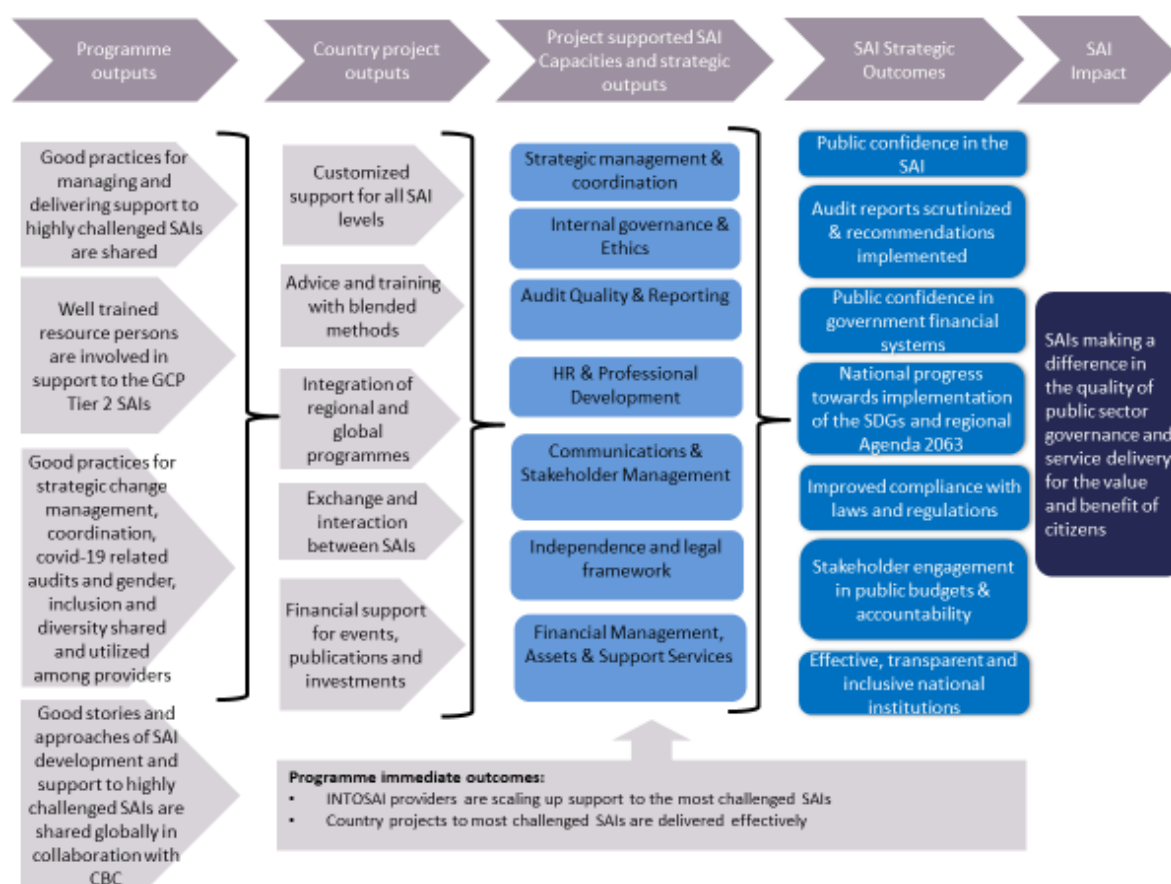 Programme
outputs
Country project
outputs
Project supported SAI
Capacities and strategic
outputs
SAI Strategic
Outcomes
SAI
Impact
Good practices for
managing and
delivering support to
highly challenged SAIs
are shared
Well trained
resource persons
are involved in
support to the GCP
Tier 2 SAIs
Good practices for
strategic change
management,
coordination,
covid-19 related
audits and gender,
inclusion and
diversity shared
and utilized
among providers
Good stories and
approaches of SAI
development and
support to highly
challenged SAIs are
shared globally in
collaboration with
CBC
Customized
support for all SAI
levels
Advice and training
with blended
methods
Integration of
regional and
global
programmes
Exchange and
interaction
between SAIs
Financial support
for events,
publications and
investments
Strategic management &
coordination
Internal governance &
Ethics
Audit Quality & Reporting
HR & Professional
Development
Communications &
Stakeholder Management
Independence and legal
framework
Financial Management,
Assets & Support Services
Public confidence in the
SAI
Audit reports scrutinized
& recommendations
implemented
Public confidence in
government financial
systems
National progress
towards implementation
of the SDGs and regional
Agenda 2063
Improved compliance with
laws and regulations
Stakeholder engagement
in public budgets &
accountability
Effective, transparent and
inclusive national
institutions
SAIs making a
difference in
the quality of
public sector
governance and
service delivery
for the value
and benefit of
citizens
Programme immediate outcomes:
• INTOSAI providers are scaling up support to the most challenged SAIs
• Country projects to most challenged SAIs are delivered effectively